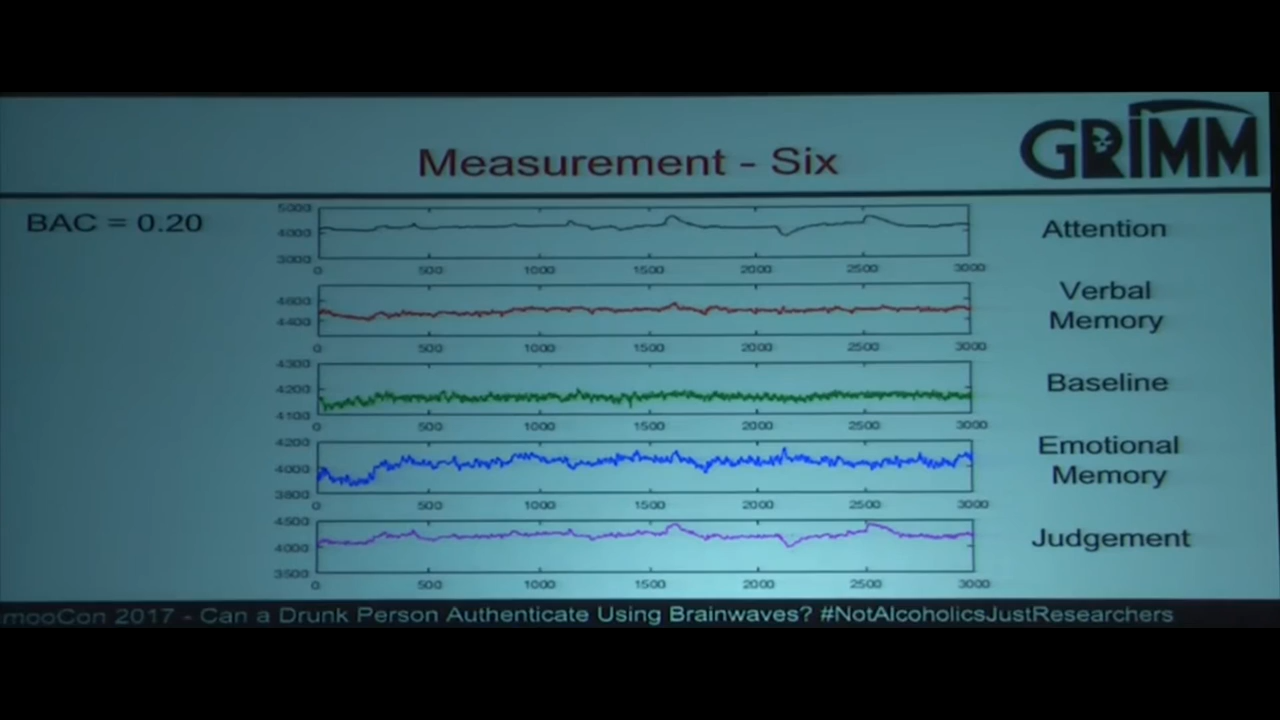 GRIMM
Measurement - Six
BAC = 0.20
5000
4000
3000
0 500 1000 1500 2000 2500 3000
Attention
4600
4400
0 500 1000 1500 2000 2500 3000
Verbal
Memory
4300
4200
4100
0 500 1000 1500 2000 2500 3000
Baseline
4200
4000
3800
0 500 1000 1500 2000 2500 3000
Emotional
Memory
4500
4000
3500
0 500 1000 1500 2000 2500 3000
Judgement
mooCon 2017 - Can a Drunk Person Authenticate Using Brainwaves? #NotAlcoholicsJustResearchers